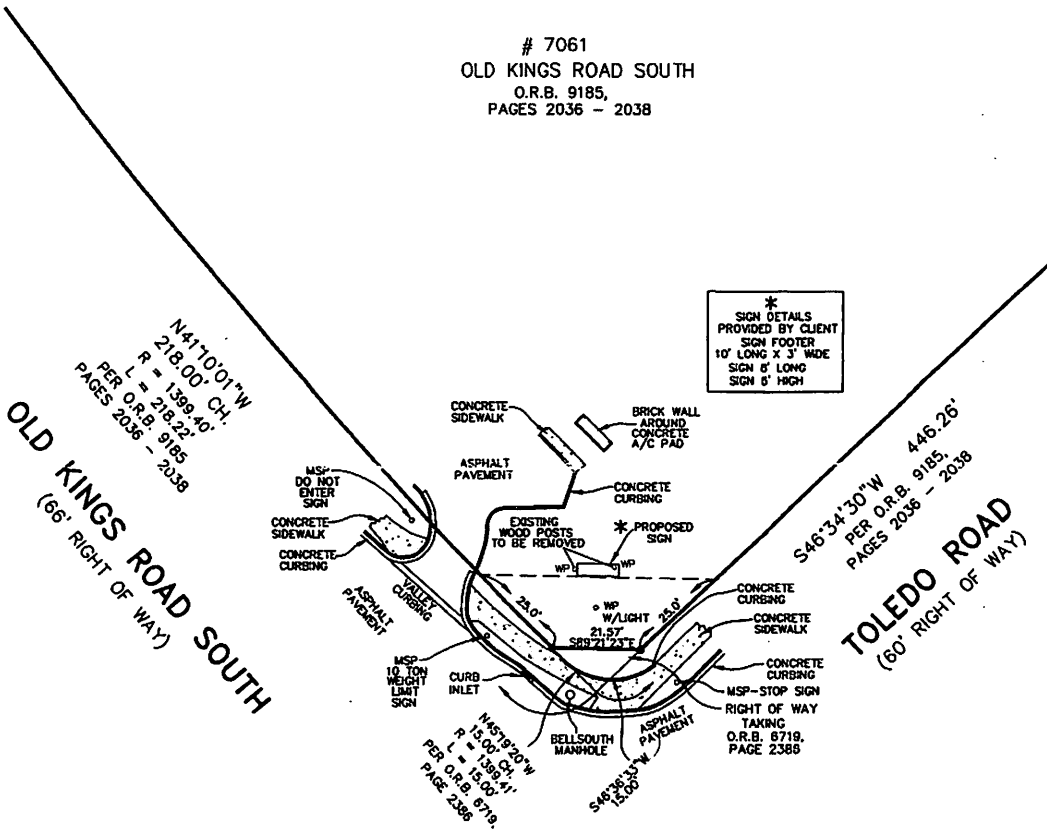 # 7061
OLD KINGS ROAD SOUTH
O.R.B. 9185,
PAGES 2036 - 2038
*
SIGN DETAILS
PROVIDED BY CLIENT
SIGN FOOTER
10' LONG X 3' WIDE
SIGN 8' LONG
N41°10'01"W
218.00' CH.
R = 1399.40'
L = 218.22'
PER O.R.B. 9185
PAGES 2036 - 2038
OLD KINGS ROAD SOUTH
(66' RIGHT OF WAY)
CONCRETE
SIDEWALK
BRICK WALL
AROUND
CONCRETE
A/C PAD
ASPHALT
PAVEMENT
CONCRETE
CURBING
MSP
DO NOT
ENTER
SIGN
CONCRETE
SIDEWALK
CONCRETE
CURBING
EXISTING
WOOD POSTS
TO BE REMOVED
* PROPOSED
SIGN
WP
WP
S46°34'30"W 446.26'
PER O.R.B. 9185,
PAGES 2036 - 2038
TOLEDO ROAD
(60' RIGHT OF WAY)
ASPHALT
PAVEMENT
VALLEY
CURBING
25.0'
WP
W/LIGHT
25.0'
21.57'
S89°21'23"E
CONCRETE
CURBING
CONCRETE
SIDEWALK
CONCRETE
CURBING
MSP-STOP SIGN
RIGHT OF WAY
TAKING
O.R.B. 6719,
PAGE 2386
MSP
10 TON
WEIGHT
LIMIT
SIGN
CURB
INLET
BELLSOUTH
MANHOLE
ASPHALT
PAVEMENT
N45°19'20"W
15.00' CH.
R = 1399.41'
L = 15.00'
PER O.R.B. 6719,
PAGE 2386
S46°36'33"W
15.00'